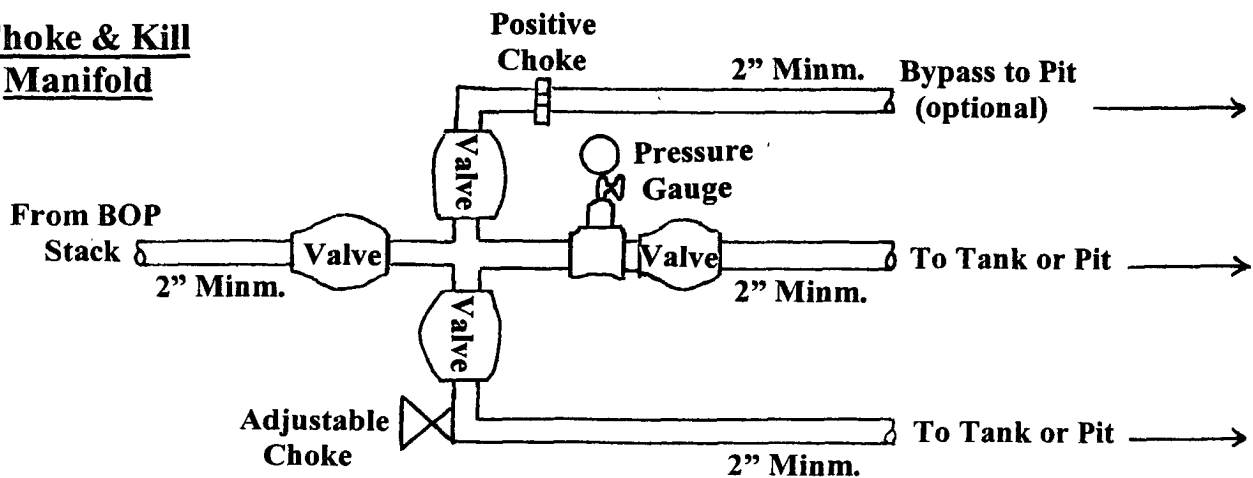 hoke & Kill
Manifold
Positive
Choke
2" Minm.
Bypass to Pit
(optional)
Valve
Pressure
Gauge
From BOP
Stack
Valve
Valve
To Tank or Pit
2" Minm.
2" Minm.
Valve
Adjustable
Choke
To Tank or Pit
2" Minm.